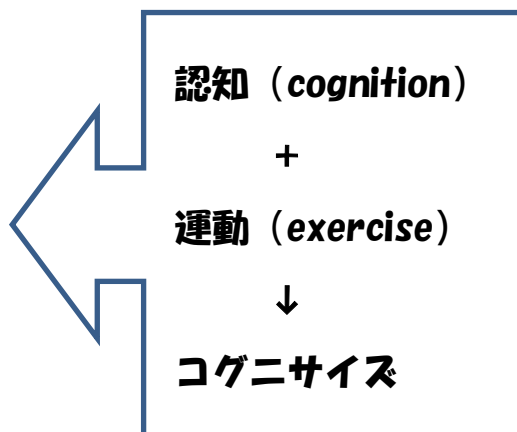 認知（cognition）
＋
運動（exercise）
↓
コグニサイズ